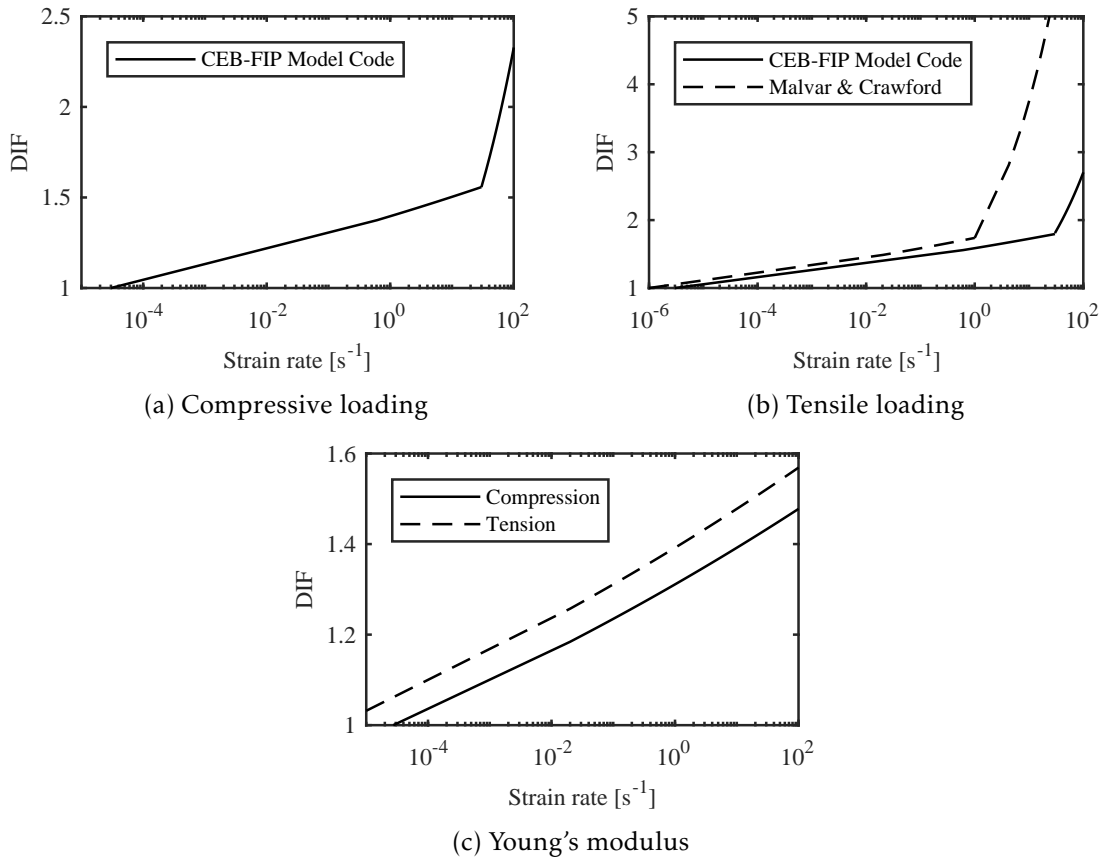 2.5
2
1.5
1
DIF
CEB-FIP Model Code
10^-4
10^-2
10^0
10^2
Strain rate [s^-1]
(a) Compressive loading
5
4
3
2
1
DIF
CEB-FIP Model Code
Malvar & Crawford
10^-6
10^-4
10^-2
10^0
10^2
Strain rate [s^-1]
(b) Tensile loading
1.6
1.4
1.2
1
DIF
Compression
Tension
10^-4
10^-2
10^0
10^2
Strain rate [s^-1]
(c) Young's modulus